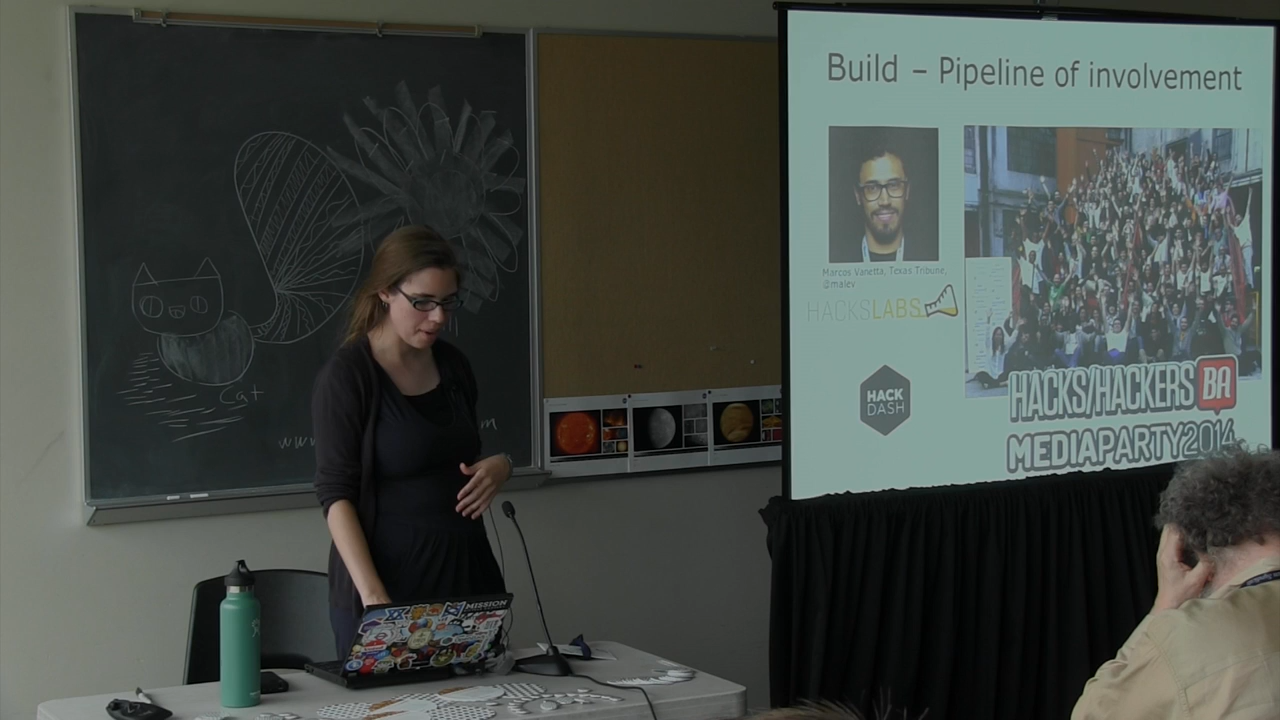 Build – Pipeline of involvement
Marcos Vanetta, Texas Tribune,
@malev
HACKSLABS
HACK
DASH
HACKS/HACKERS BA
MEDIAPARTY2014
Cat
MISSION